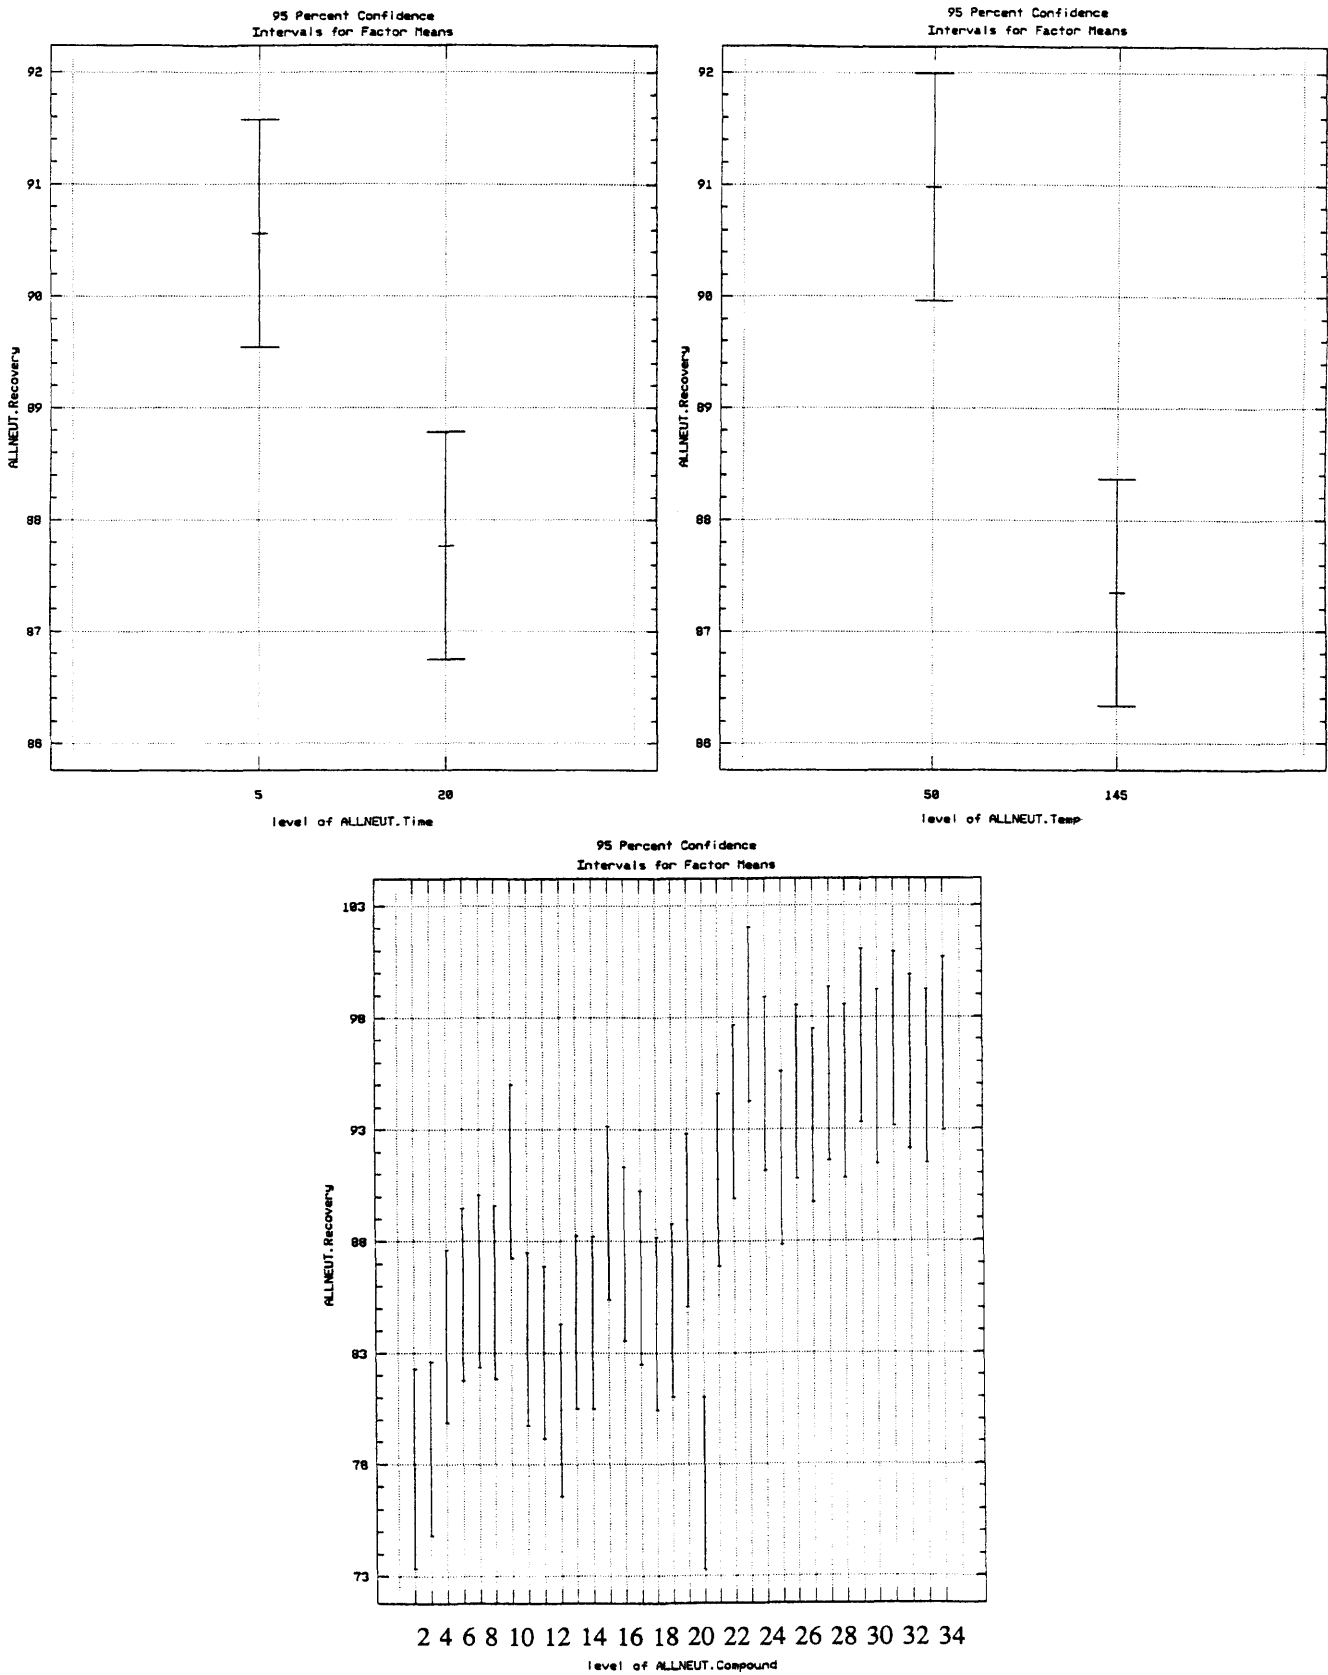 95 Percent Confidence
Intervals for Factor Means
92
91
90
89
88
87
86
ALLNEUT.Recovery
5 20
level of ALLNEUT.Time
95 Percent Confidence
Intervals for Factor Means
92
91
90
89
88
87
86
ALLNEUT.Recovery
50 145
level of ALLNEUT.Temp
95 Percent Confidence
Intervals for Factor Means
103
98
93
88
83
78
73
ALLNEUT.Recovery
2 4 6 8 10 12 14 16 18 20 22 24 26 28 30 32 34
level of ALLNEUT.Compound